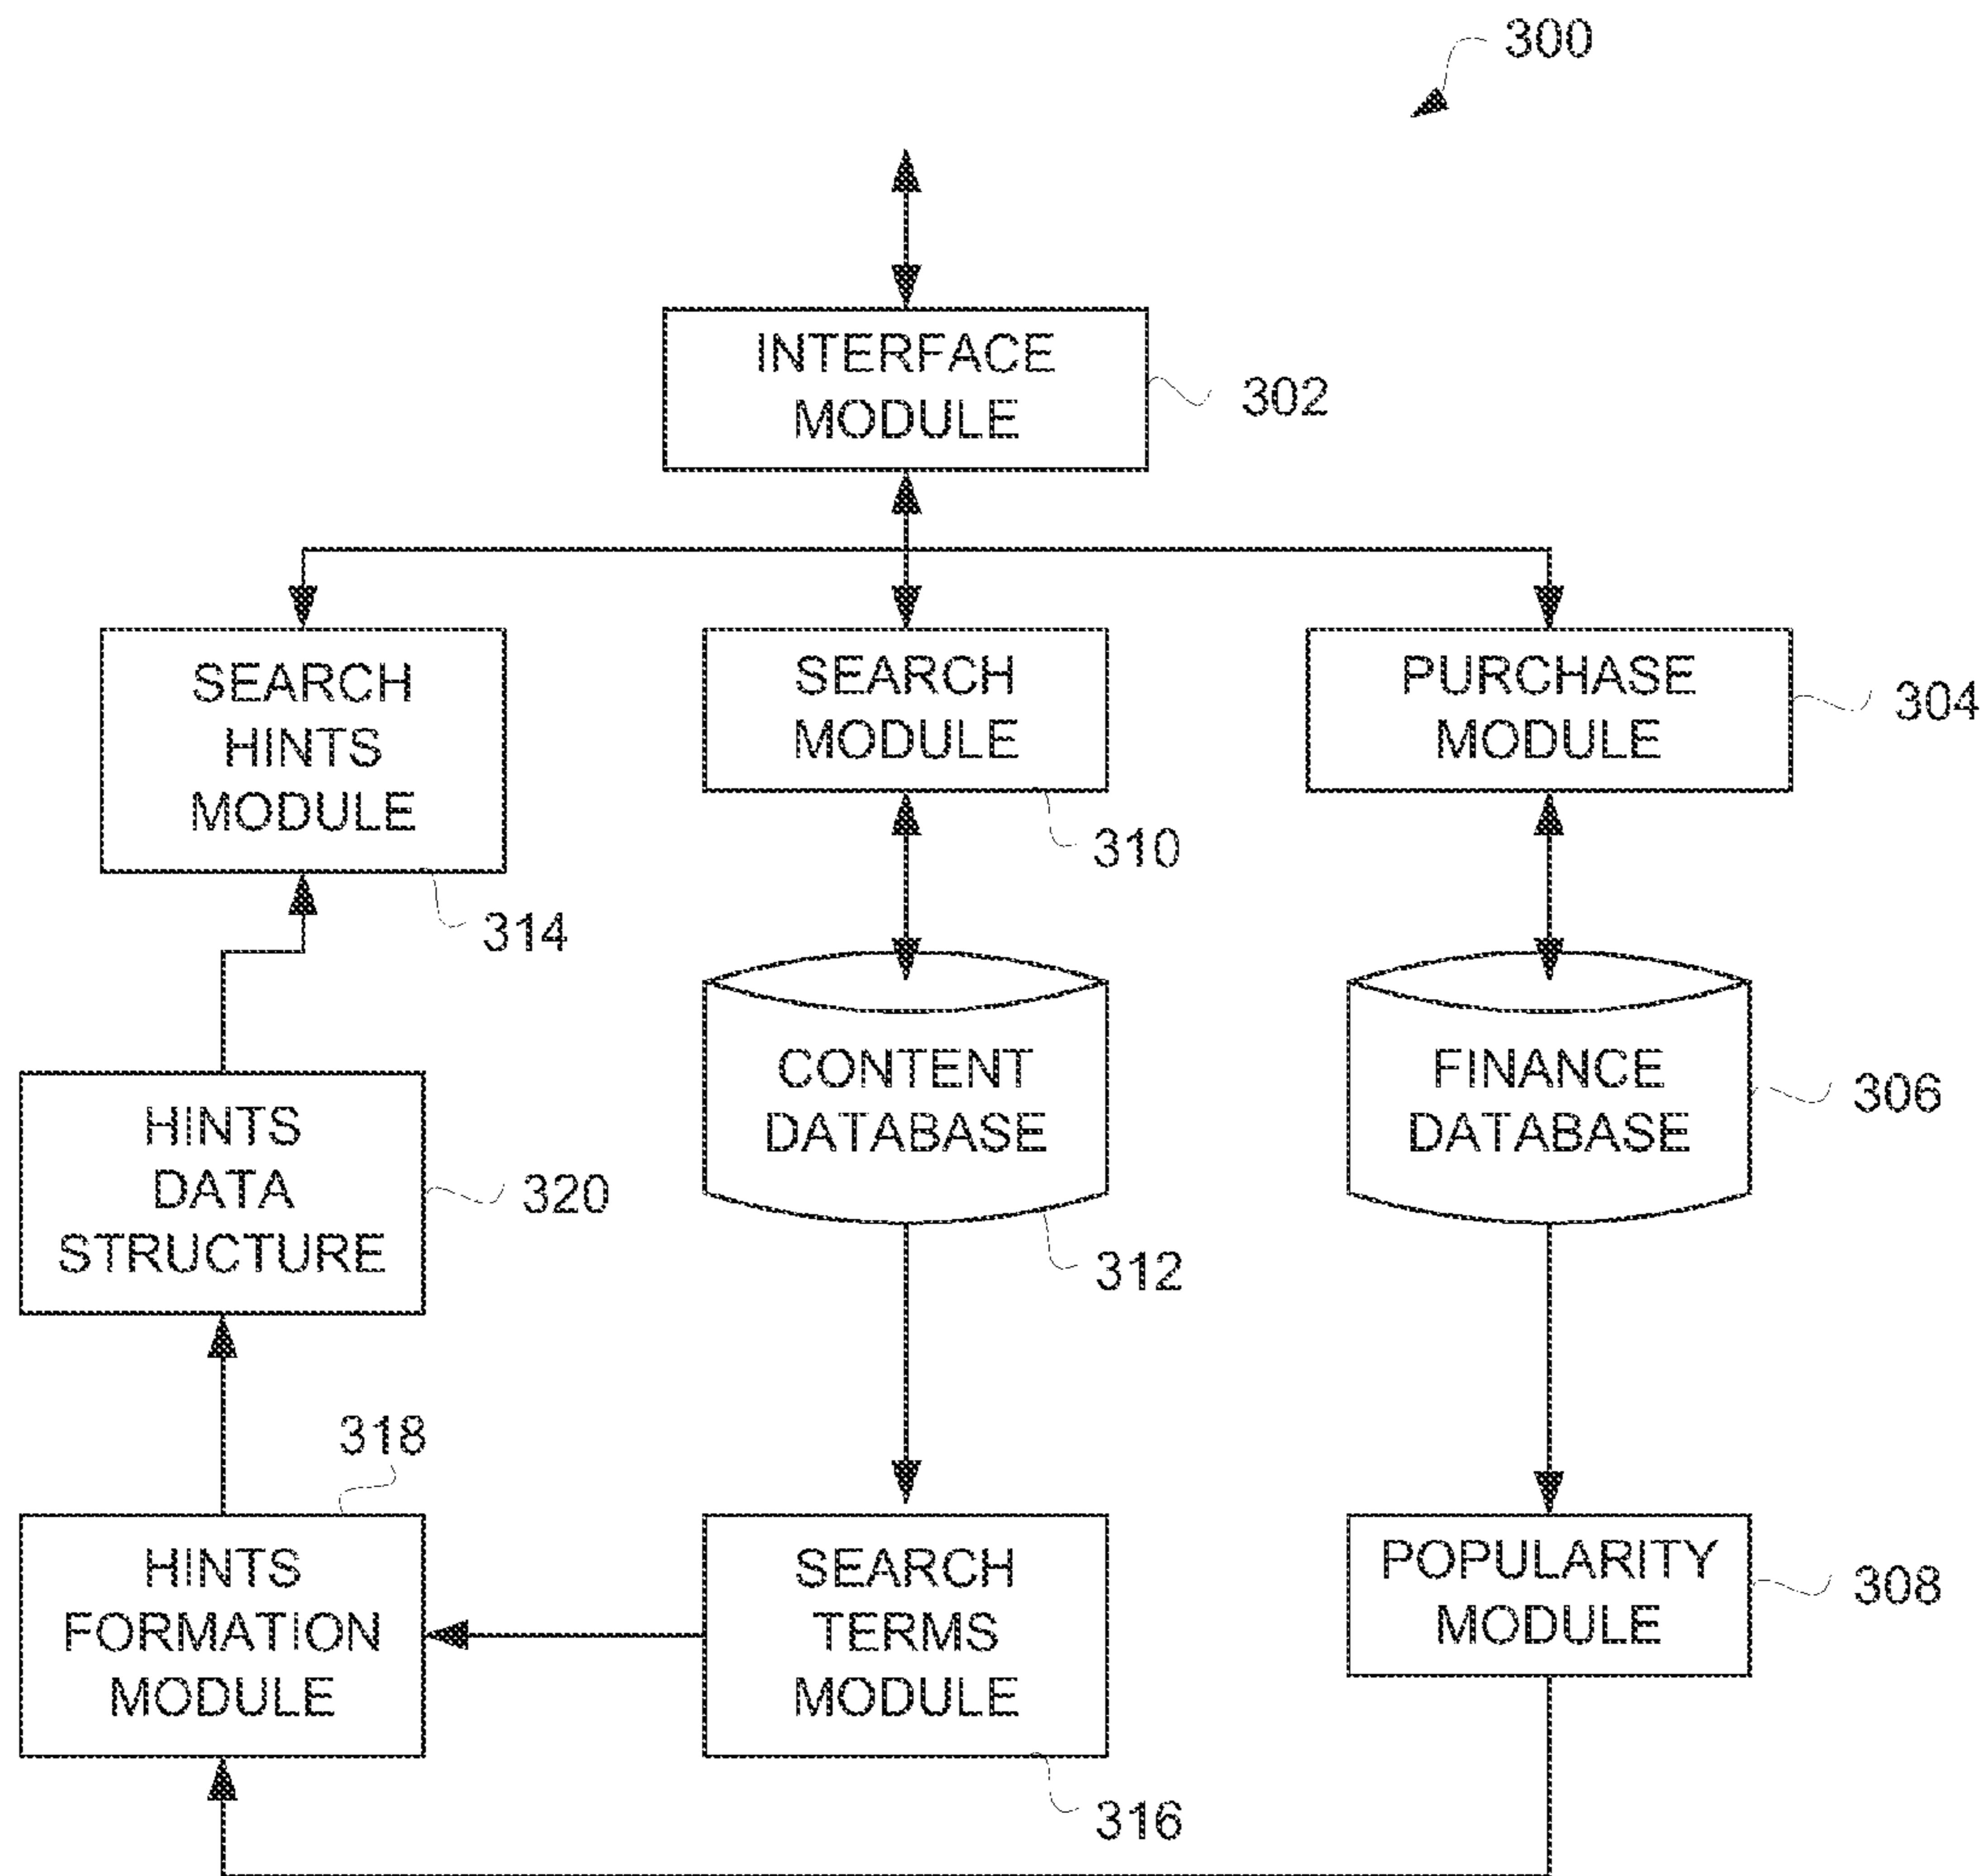 300
INTERFACE
MODULE
302
SEARCH
HINTS
MODULE
314
SEARCH
MODULE
310
PURCHASE
MODULE
304
HINTS
DATA
STRUCTURE
320
CONTENT
DATABASE
312
FINANCE
DATABASE
306
318
HINTS
FORMATION
MODULE
SEARCH
TERMS
MODULE
316
POPULARITY
MODULE
308